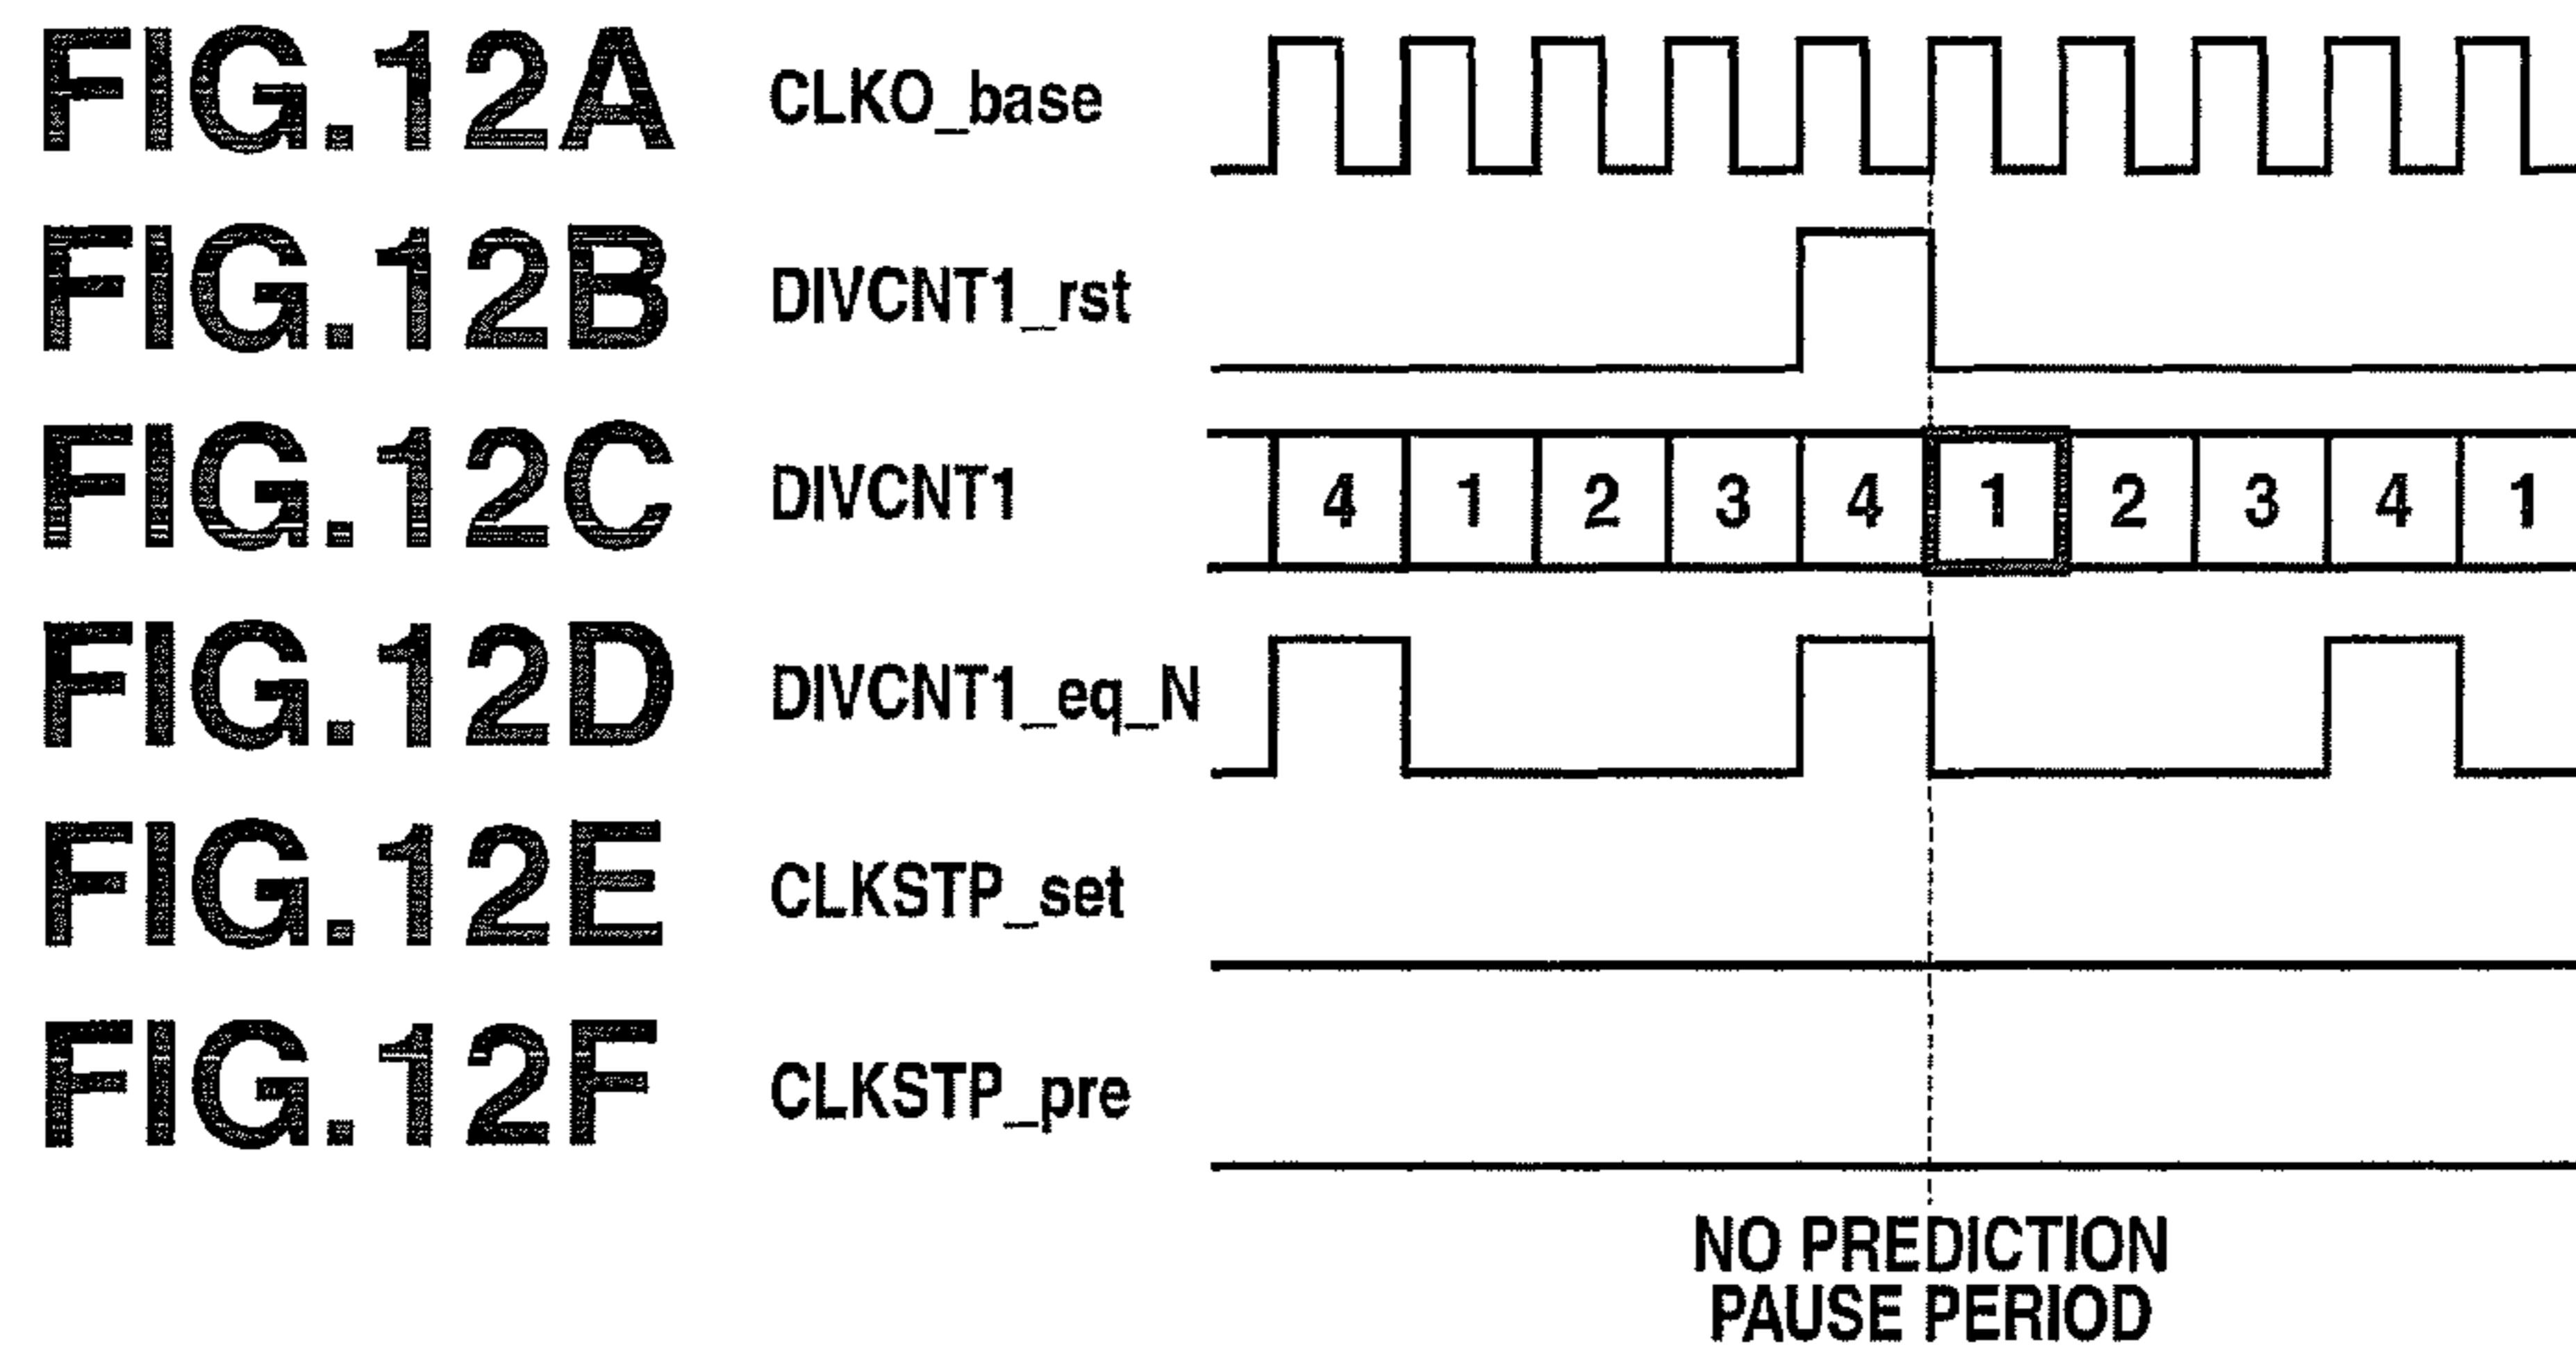 FIG.12A CLKO_base
FIG.12B DIVCNT1_rst
FIG.12C DIVCNT1 4 1 2 3 4 1 2 3 4 1
FIG.12D DIVCNT1_eq_N
FIG.12E CLKSTP_set
FIG.12F CLKSTP_pre
NO PREDICTION
PAUSE PERIOD